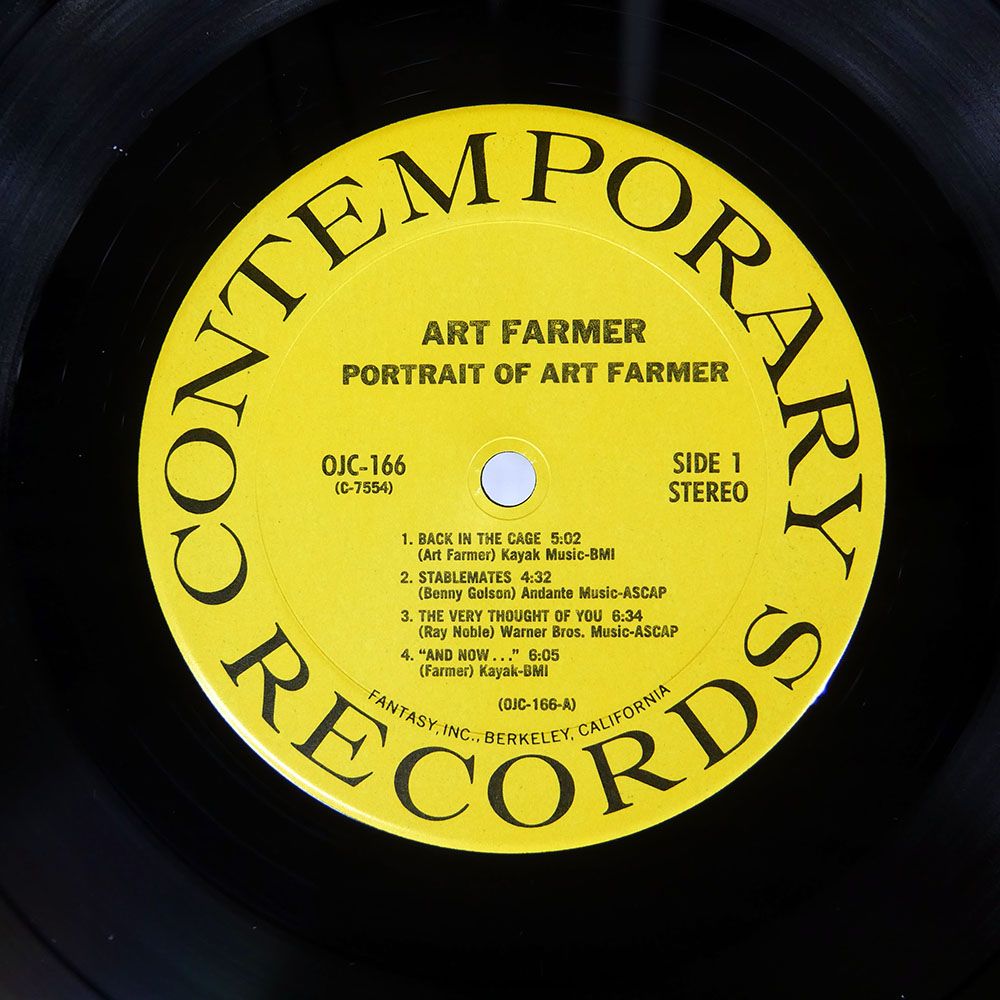 CONTEMPORARY RECORDS
ART FARMER
PORTRAIT OF ART FARMER
OJC-166
(C-7554)
SIDE 1
STEREO
1. BACK IN THE CAGE 5:02
(Art Farmer) Kayak Music-BMI
2. STABLEMATES 4:32
(Benny Golson) Andante Music-ASCAP
3. THE VERY THOUGHT OF YOU 6:34
(Ray Noble) Warner Bros. Music-ASCAP
4. “AND NOW...” 6:05
(Farmer) Kayak-BMI
(OJC-166-A)
FANTASY, INC., BERKELEY, CALIFORNIA